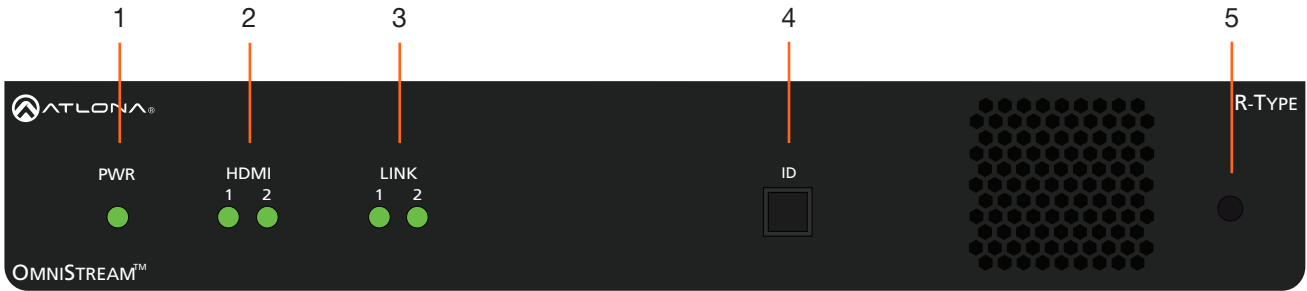 1 2 3 4 5
ATLONA®
R-TYPE
PWR HDMI LINK ID
1 2 1 2
OMNISTREAM™